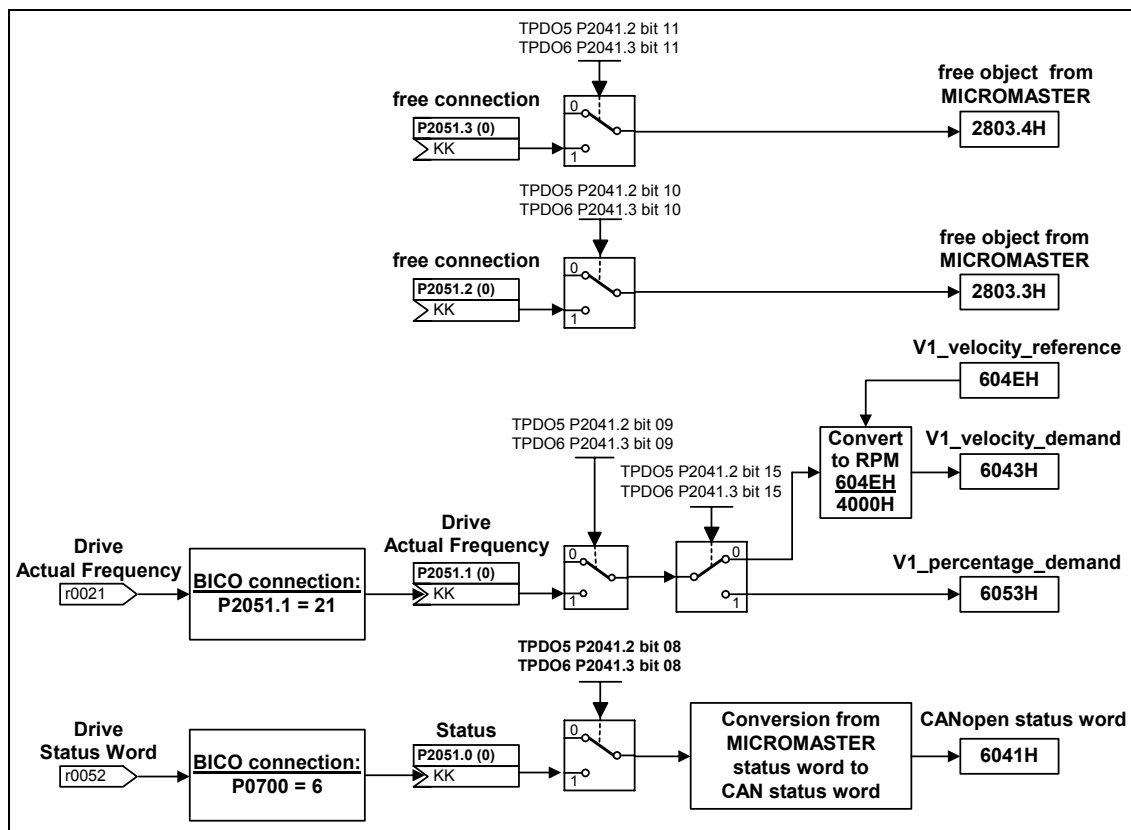 TPDO5 P2041.2 bit 11
TPDO6 P2041.3 bit 11
free connection
P2051.3 (0)
KK
0
1
free object from
MICROMASTER
2803.4H
TPDO5 P2041.2 bit 10
TPDO6 P2041.3 bit 10
free connection
P2051.2 (0)
KK
0
1
free object from
MICROMASTER
2803.3H
V1_velocity_reference
604EH
TPDO5 P2041.2 bit 09
TPDO6 P2041.3 bit 09
TPDO5 P2041.2 bit 15
TPDO6 P2041.3 bit 15
Convert
to RPM
604EH
4000H
V1_velocity_demand
6043H
Drive
Actual Frequency
r0021
BICO connection:
P2051.1 = 21
Drive
Actual Frequency
P2051.1 (0)
KK
0
1
0
1
V1_percentage_demand
6053H
TPDO5 P2041.2 bit 08
TPDO6 P2041.3 bit 08
Drive
Status Word
r0052
BICO connection:
P0700 = 6
Status
P2051.0 (0)
KK
0
1
Conversion from
MICROMASTER
status word to
CAN status word
CANopen status word
6041H